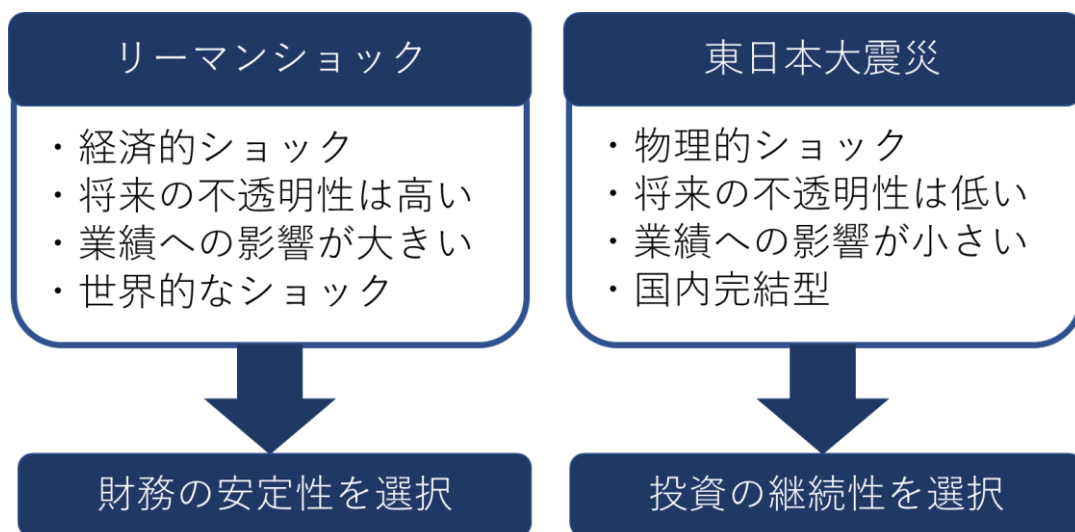 リーマンショック
・経済的ショック
・将来の不透明性は高い
・業績への影響が大きい
・世界的なショック
財務の安定性を選択
東日本大震災
・物理的ショック
・将来の不透明性は低い
・業績への影響が小さい
・国内完結型
投資の継続性を選択